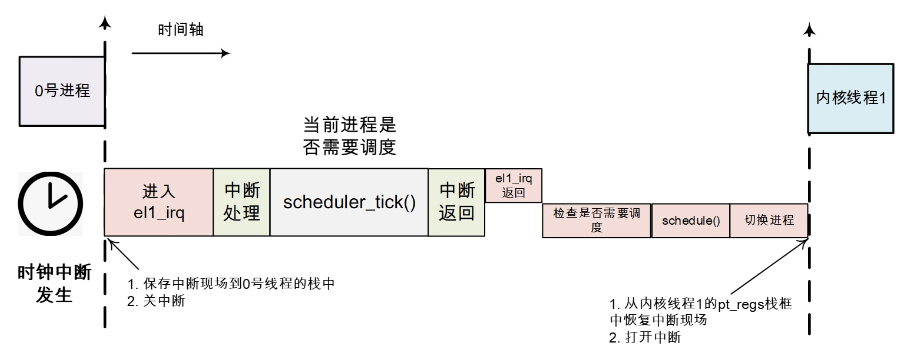 时间轴
0号进程
内核线程1
当前进程是
否需要调度
进入
el1_irq
中断
处理
scheduler_tick()
中断
返回
el1_irq
返回
检查是否需要调
度
schedule()
切换进程
时钟中断
发生
1. 保存中断现场到0号线程的栈中
2. 关中断
1. 从内核线程1的pt_regs栈框
中恢复中断现场
2. 打开中断